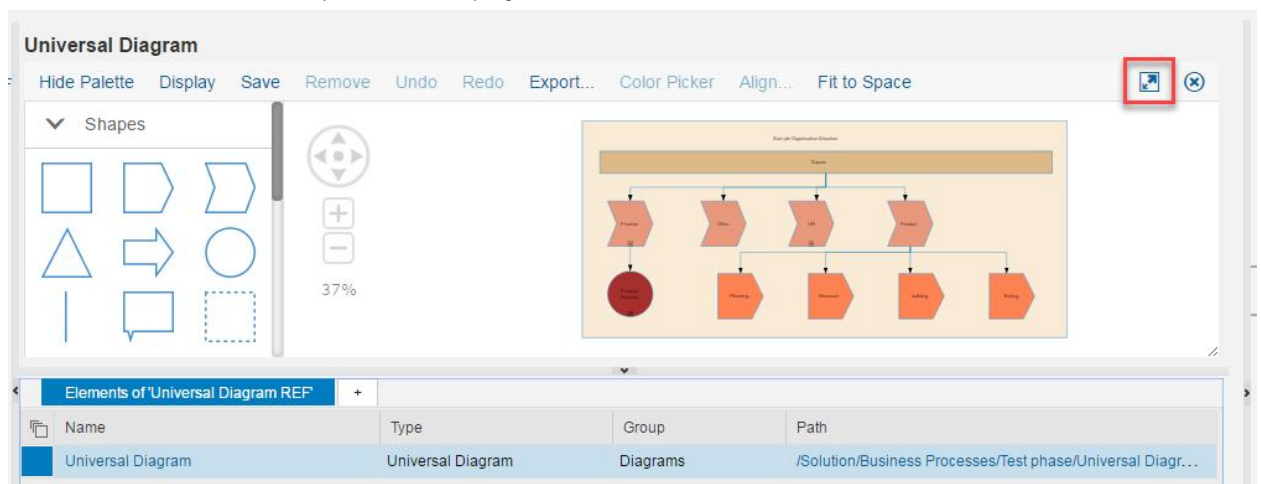 Universal Diagram
Hide Palette Display Save Remove Undo Redo Export... Color Picker Align... Fit to Space
Shapes
37%
Elements of 'Universal Diagram REF' +
Name Type Group Path
Universal Diagram Universal Diagram Diagrams /Solution/Business Processes/Test phase/Universal Diagr...